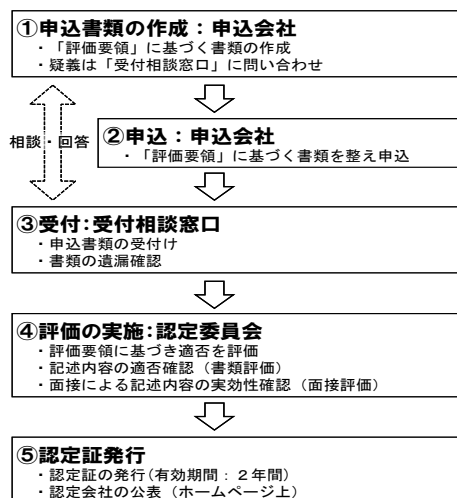 ①申込書類の作成：申込会社
・「評価要領」に基づく書類の作成
・疑義は「受付相談窓口」に問い合わせ
相談・回答
②申込：申込会社
・「評価要領」に基づく書類を整え申込
③受付:受付相談窓口
・申込書類の受付け
・書類の遺漏確認
④評価の実施:認定委員会
・評価要領に基づき適否を評価
・記述内容の適否確認（書類評価）
・面接による記述内容の実効性確認（面接評価）
⑤認定証発行
・認定証の発行(有効期間：２年間)
・認定会社の公表（ホームページ上）